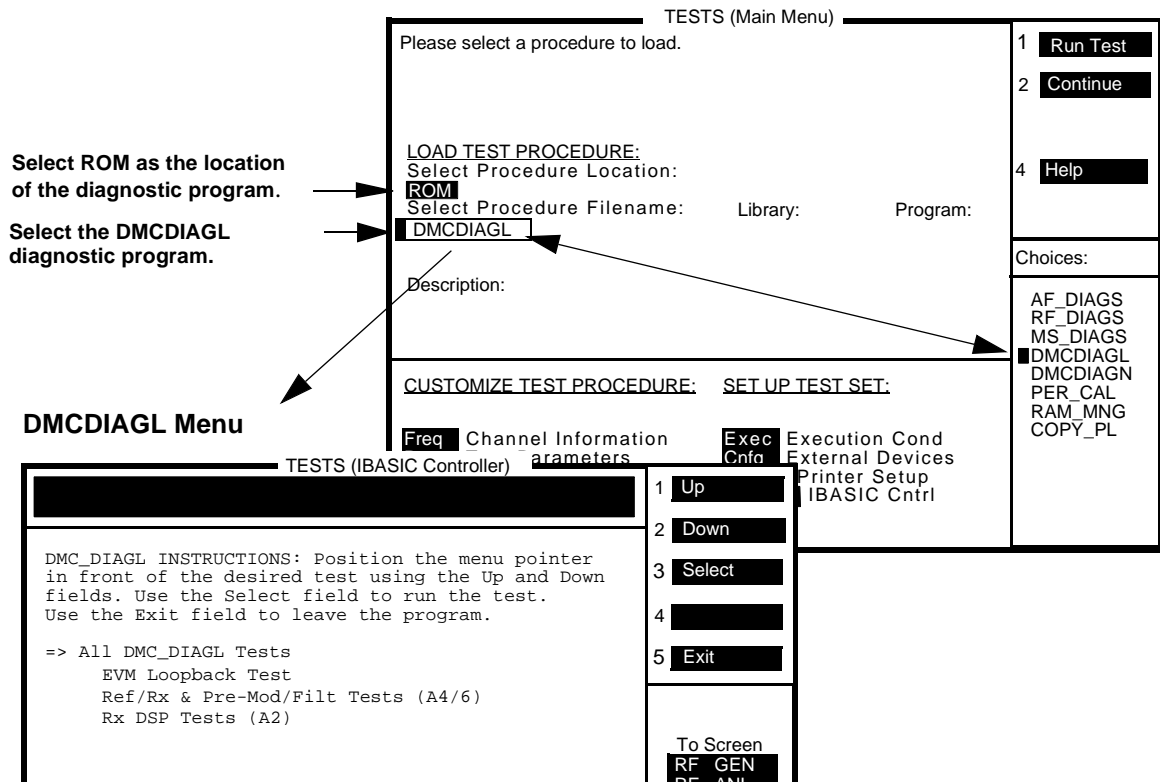 TESTS (Main Menu)
Please select a procedure to load.
1 Run Test
2 Continue
4 Help
Select ROM as the location
of the diagnostic program.
Select the DMCDIAGL
diagnostic program.
LOAD TEST PROCEDURE:
Select Procedure Location:
ROM
Select Procedure Filename: Library: Program:
DMCDIAGL
Description:
Choices:
AF_DIAGS
RF_DIAGS
MS_DIAGS
DMCDIAGL
DMCDIAGN
PER_CAL
RAM_MNG
COPY_PL
CUSTOMIZE TEST PROCEDURE: SET UP TEST SET:
Freq Channel Information Exec Execution Cond
Parameters Cnfg External Devices
Printer Setup
IBASIC Cntrl
DMCDIAGL Menu
TESTS (IBASIC Controller)
1 Up
2 Down
3 Select
4
5 Exit
DMC_DIAGL INSTRUCTIONS: Position the menu pointer
in front of the desired test using the Up and Down
fields. Use the Select field to run the test.
Use the Exit field to leave the program.
=> All DMC_DIAGL Tests
EVM Loopback Test
Ref/Rx & Pre-Mod/Filt Tests (A4/6)
Rx DSP Tests (A2)
To Screen
RF GEN
RF ANL